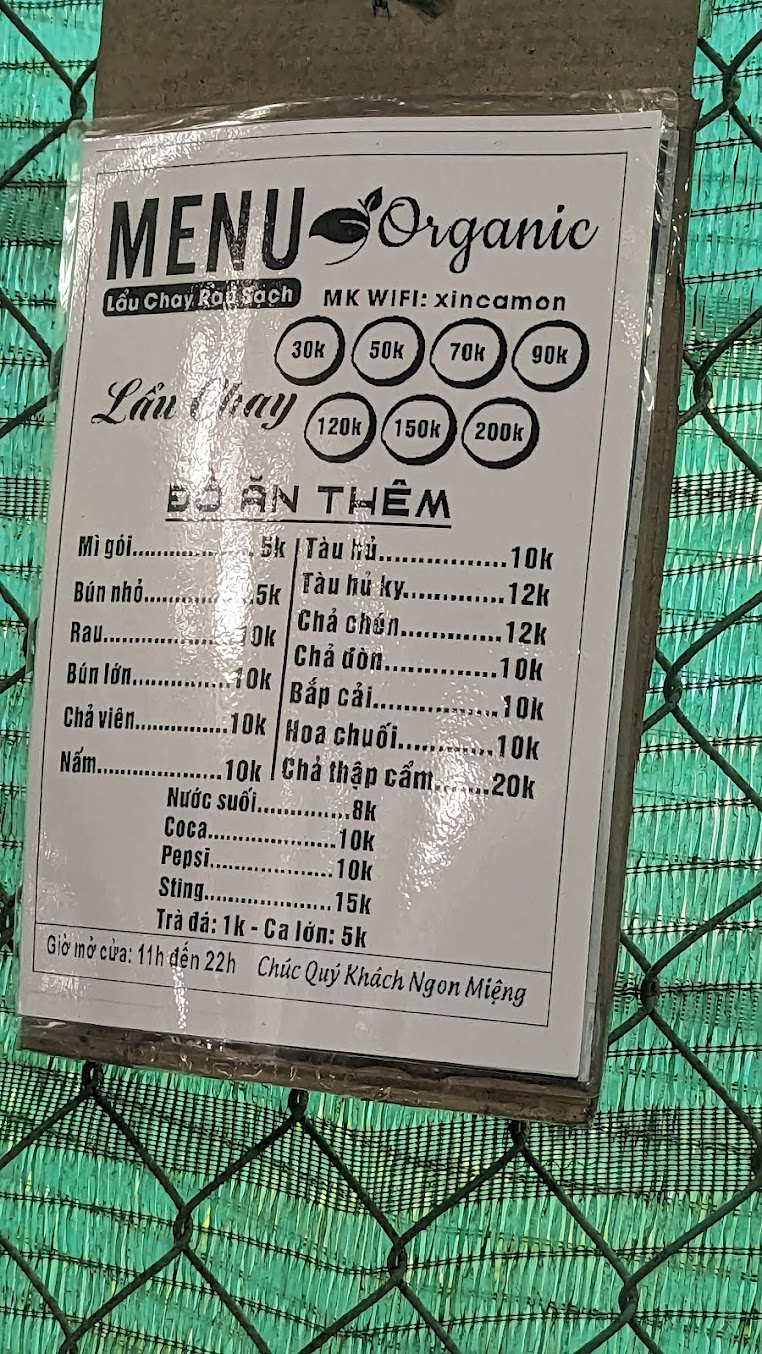 MENU Organic
Lẩu Chay Rau Sạch
MK WIFI: xincamon
30k 50k 70k 90k
Lẩu Chay
120k 150k 200k
ĐỒ ĂN THÊM
Mì gói....................5k
Bún nhỏ..................5k
Rau.......................10k
Bún lớn.................10k
Chả viên................10k
Nấm.....................10k
Tàu hủ.................10k
Tàu hủ ky..............12k
Chả chén..............12k
Chả đòn...............10k
Bắp cải.................10k
Hoa chuối.............10k
Chả thập cẩm.......20k
Nước suối..............8k
Coca.....................10k
Pepsi....................10k
Sting.....................15k
Trà đá: 1k - Ca lớn: 5k
Giờ mở cửa: 11h đến 22h Chúc Quý Khách Ngon Miệng